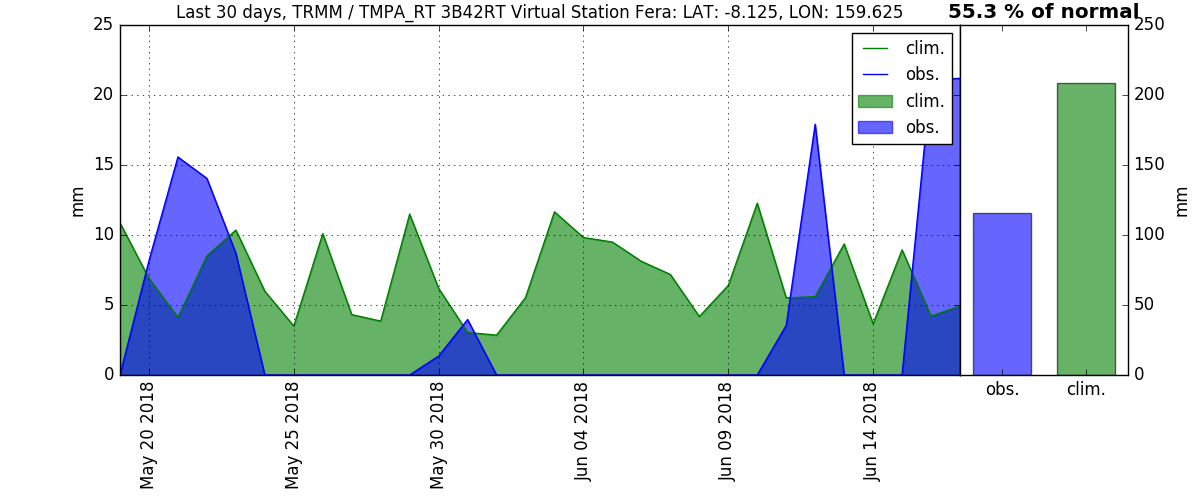 Last 30 days, TRMM / TMPA_RT 3B42RT Virtual Station Fera: LAT: -8.125, LON: 159.625
55.3 % of normal
clim.
obs.
clim.
obs.
25
20
15
10
5
0
mm
250
200
150
100
50
0
mm
May 20 2018
May 25 2018
May 30 2018
Jun 04 2018
Jun 09 2018
Jun 14 2018
obs.
clim.